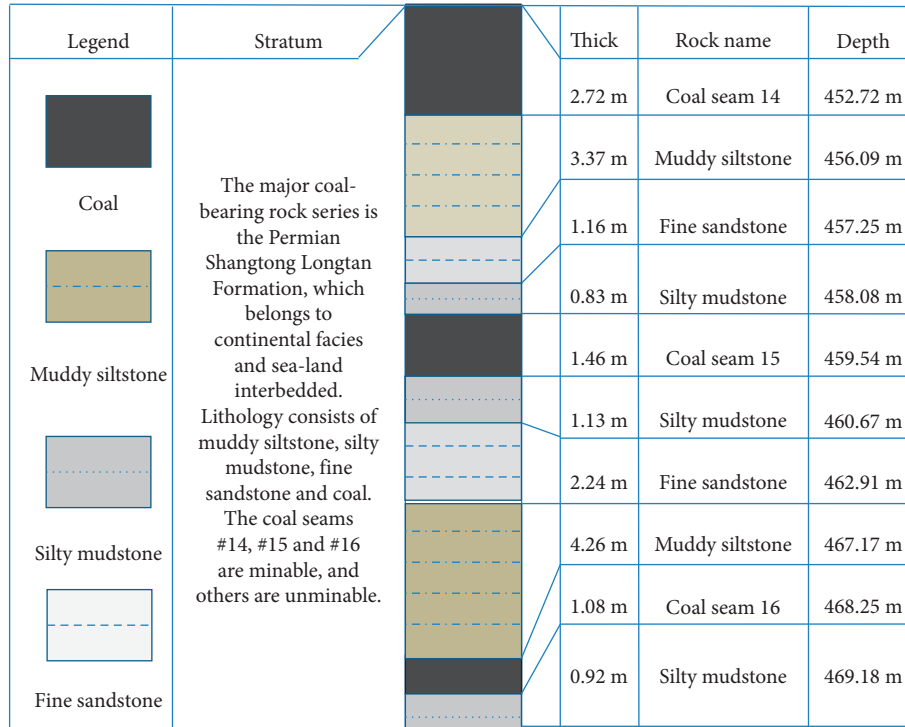 Legend
Stratum
Thick
Rock name
Depth
Coal
Muddy siltstone
Silty mudstone
Fine sandstone
The major coal-
bearing rock series is
the Permian
Shangtong Longtan
Formation, which
belongs to
continental facies
and sea-land
interbedded.
Lithology consists of
muddy siltstone, silty
mudstone, fine
sandstone and coal.
The coal seams
#14, #15 and #16
are minable, and
others are unminable.
2.72 m Coal seam 14 452.72 m
3.37 m Muddy siltstone 456.09 m
1.16 m Fine sandstone 457.25 m
0.83 m Silty mudstone 458.08 m
1.46 m Coal seam 15 459.54 m
1.13 m Silty mudstone 460.67 m
2.24 m Fine sandstone 462.91 m
4.26 m Muddy siltstone 467.17 m
1.08 m Coal seam 16 468.25 m
0.92 m Silty mudstone 469.18 m